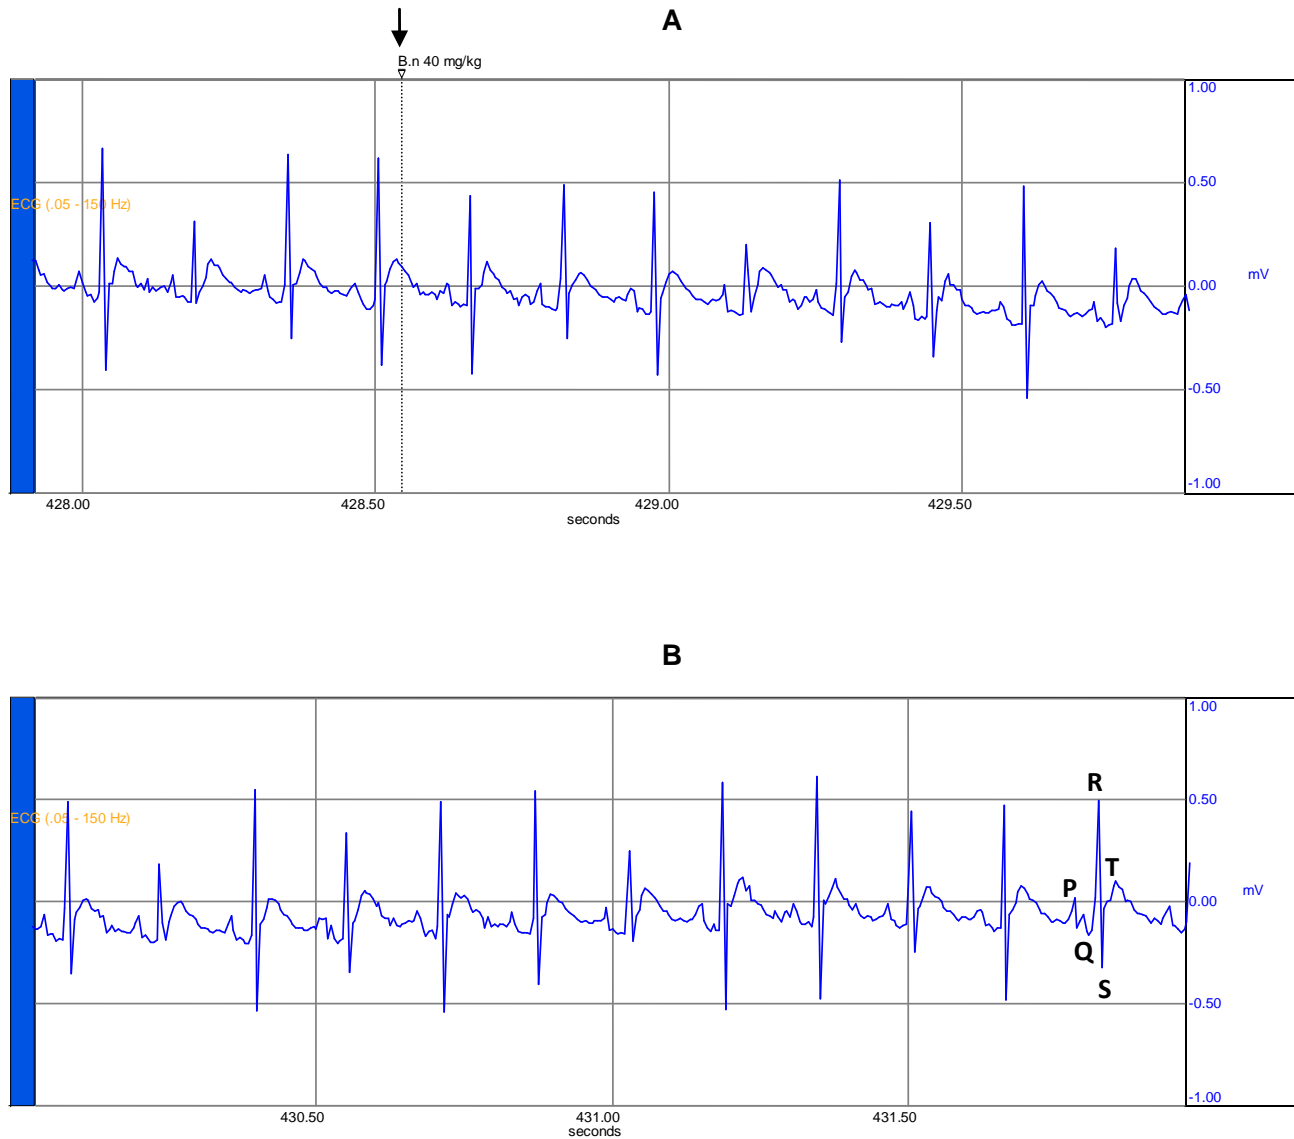 A
B.n 40 mg/kg
1.00
0.50
ECG (.05 - 150 Hz)
mV
0.00
-0.50
-1.00
428.00 428.50 429.00 429.50
seconds
B
1.00
R
0.50
ECG (.05 - 150 Hz)
T
P
mV
0.00
Q
S
-0.50
-1.00
430.50 431.00 431.50
seconds